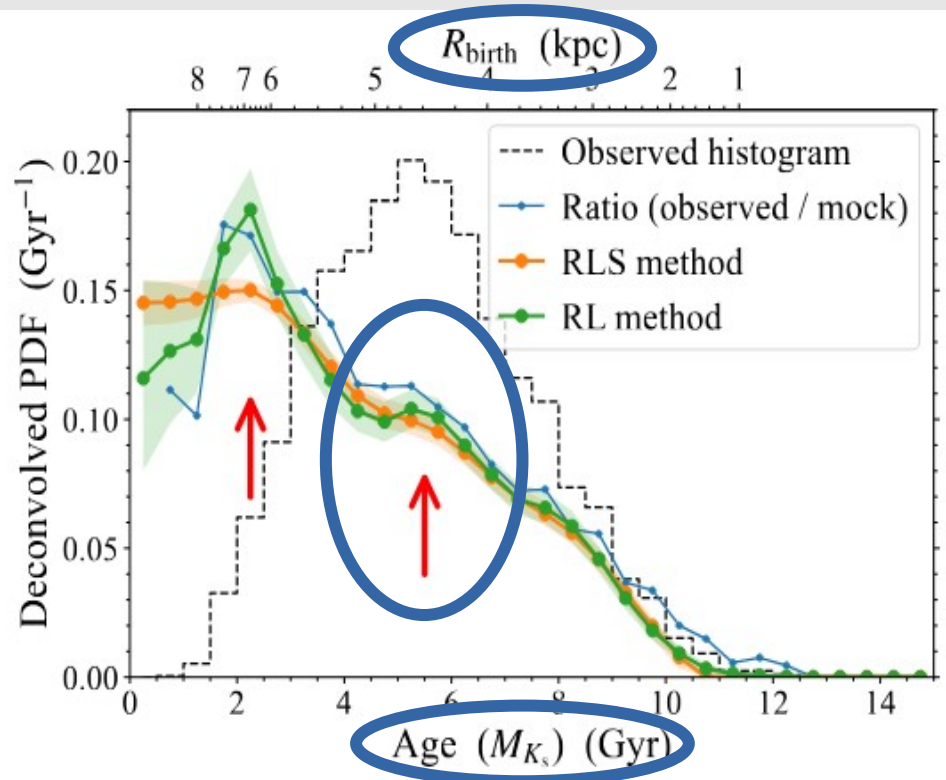 R_birth (kpc)
8 7 6 5 4 3 2 1
Observed histogram
Ratio (observed / mock)
RLS method
RL method
Deconvolved PDF (Gyr⁻¹)
0.20
0.15
0.10
0.05
0.00
0 2 4 6 8 10 12 14
Age (M_Kₛ) (Gyr)